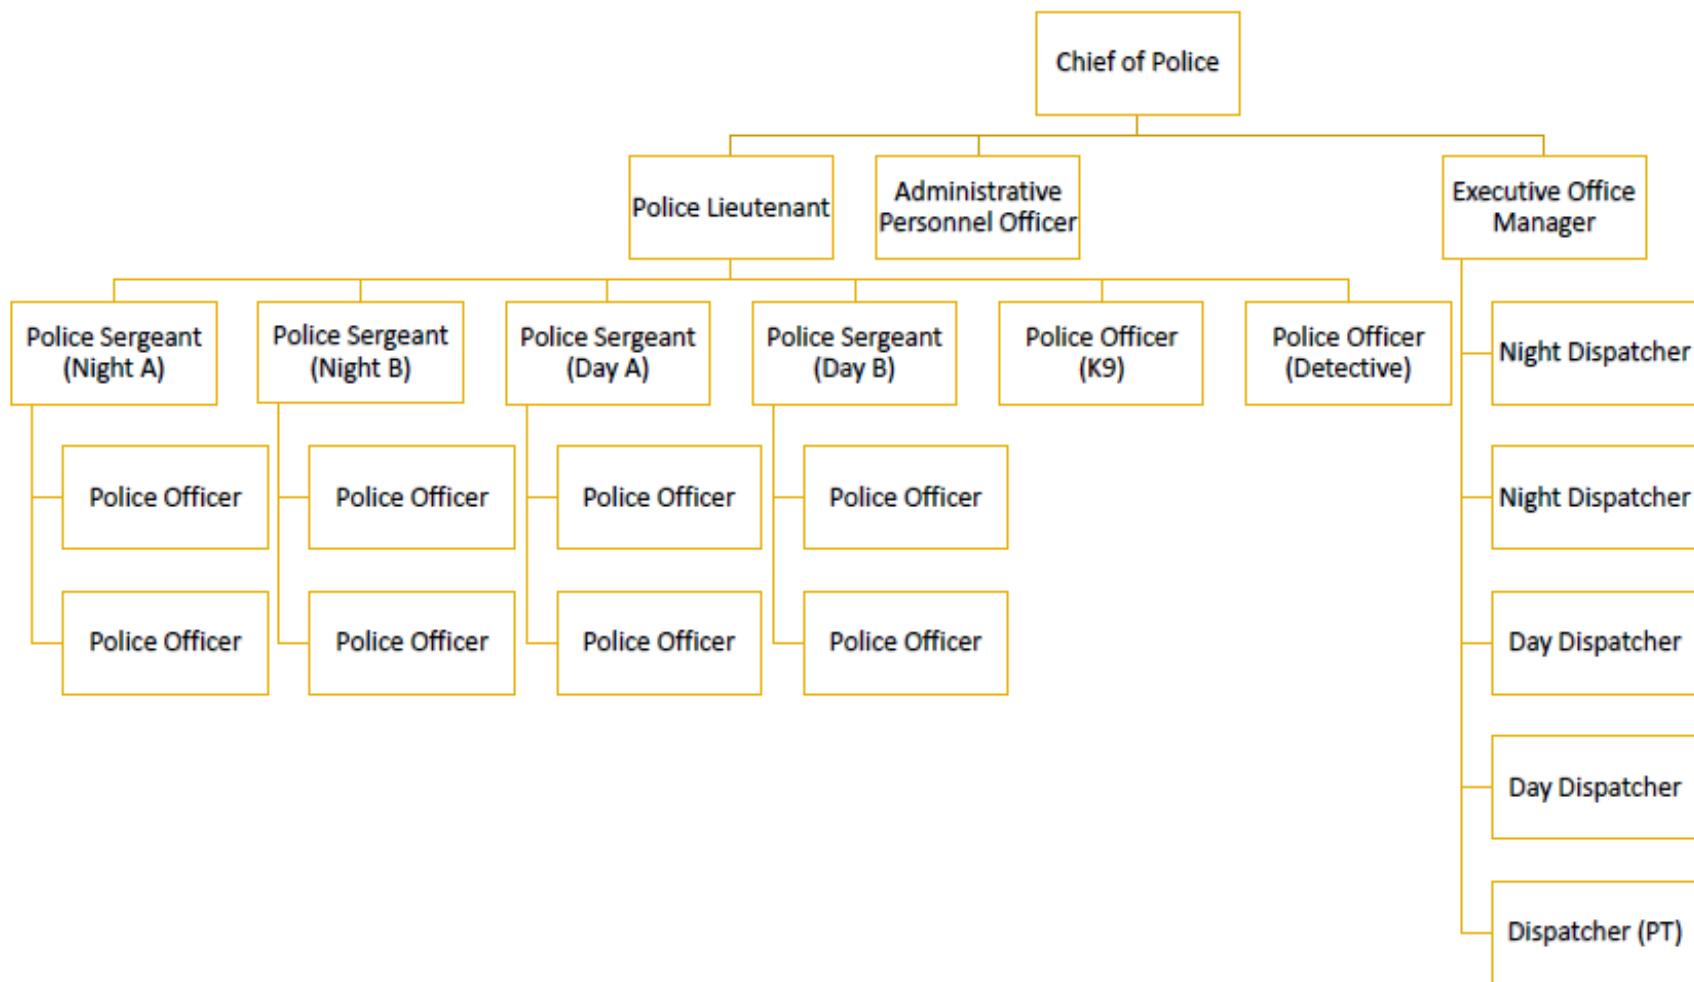 Chief of Police
Police Lieutenant
Administrative
Personnel Officer
Executive Office
Manager
Police Sergeant
(Night A)
Police Sergeant
(Night B)
Police Sergeant
(Day A)
Police Sergeant
(Day B)
Police Officer
(K9)
Police Officer
(Detective)
Night Dispatcher
Police Officer
Police Officer
Police Officer
Police Officer
Night Dispatcher
Police Officer
Police Officer
Police Officer
Police Officer
Day Dispatcher
Day Dispatcher
Dispatcher (PT)